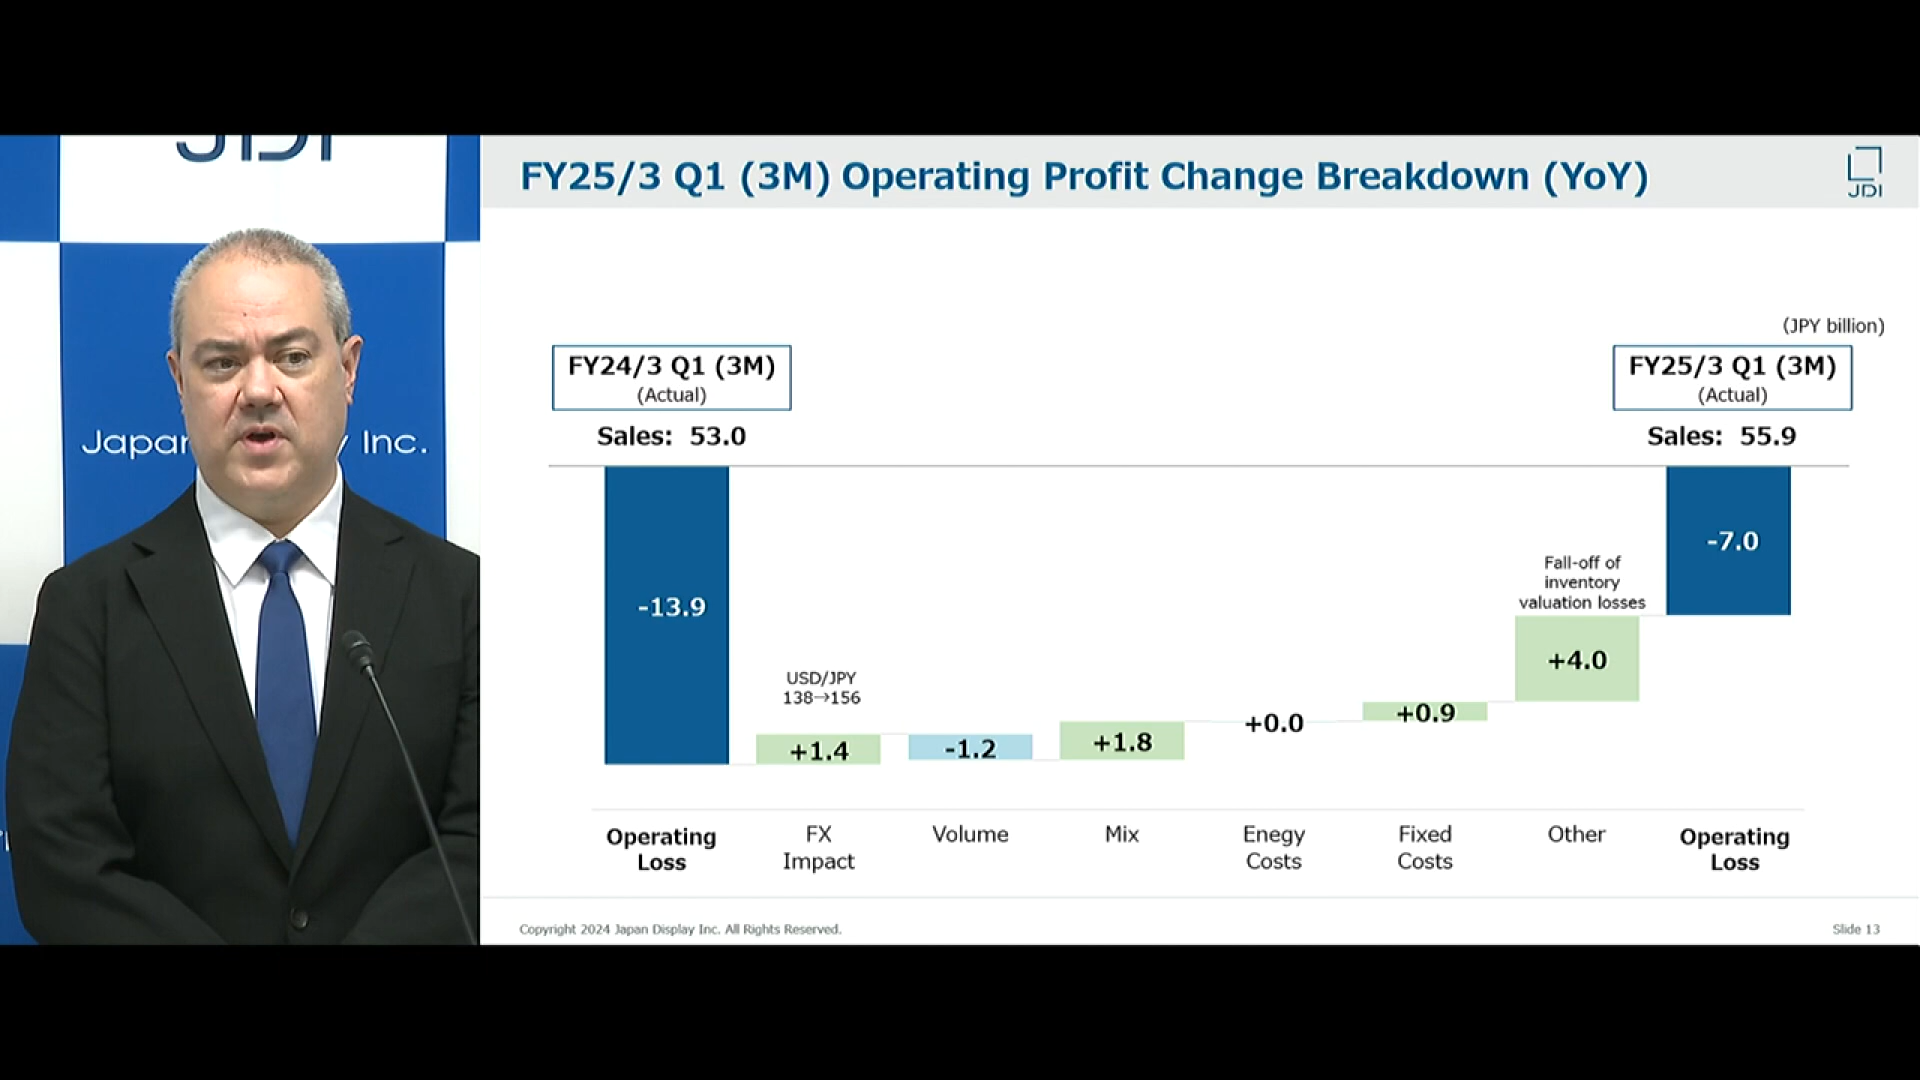 JDI
Japan
y Inc.
FY25/3 Q1 (3M) Operating Profit Change Breakdown (YoY)
JDI
(JPY billion)
FY24/3 Q1 (3M)
(Actual)
Sales: 53.0
FY25/3 Q1 (3M)
(Actual)
Sales: 55.9
-13.9
USD/JPY
138→156
+1.4
-1.2
+1.8
+0.0
+0.9
Fall-off of
inventory
valuation losses
+4.0
-7.0
Operating
Loss
FX
Impact
Volume
Mix
Enegy
Costs
Fixed
Costs
Other
Operating
Loss
Copyright 2024 Japan Display Inc. All Rights Reserved.
Slide 13